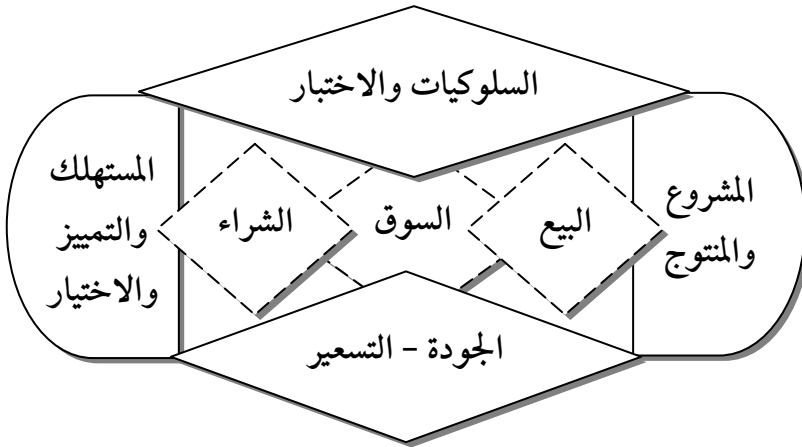 السلوكيات والاختبار
المشروع
والمنتوج
البيع
السوق
الشراء
المستهلك
والتمييز
والاختيار
الجودة - التسعير